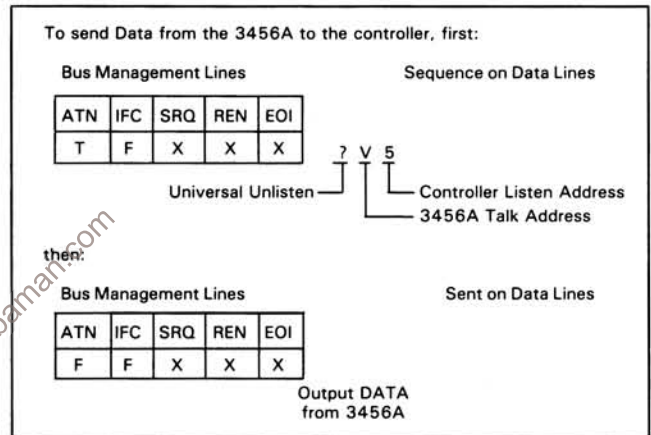 To send Data from the 3456A to the controller, first:
Bus Management Lines Sequence on Data Lines
ATN IFC SRQ REN EOI
T F X X X
? V 5
Universal Unlisten Controller Listen Address
3456A Talk Address
then:
Bus Management Lines Sent on Data Lines
ATN IFC SRQ REN EOI
F F X X X
Output DATA
from 3456A